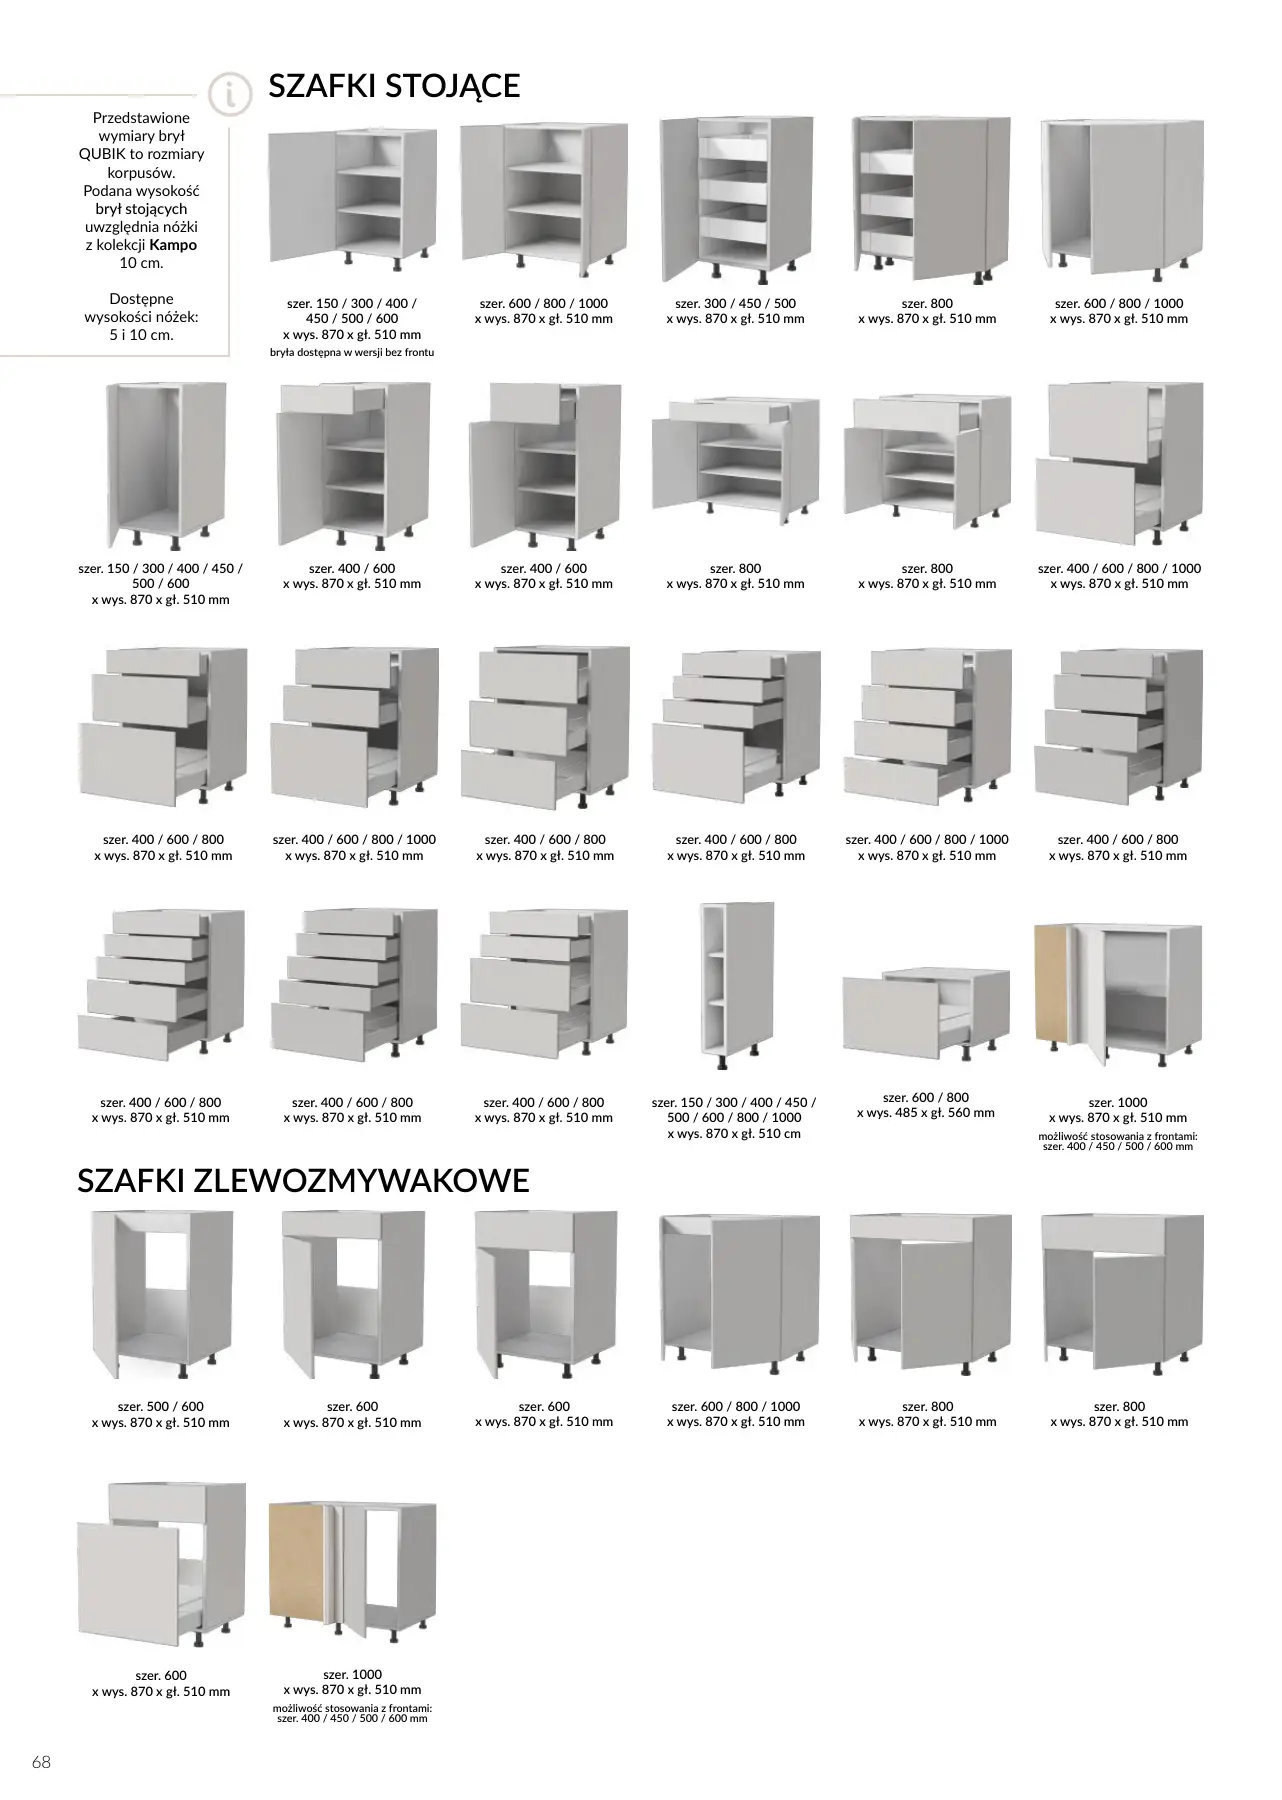 SZAFKI STOJĄCE
Przedstawione
wymiary brył
QUBIK to rozmiary
korpusów.
Podana wysokość
brył stojących
uwzględnia nóżki
z kolekcji Kampo
10 cm.
Dostępne
wysokości nóżek:
5 i 10 cm.
szer. 150 / 300 / 400 /
450 / 500 / 600
x wys. 870 x gł. 510 mm
bryła dostępna w wersji bez frontu
szer. 600 / 800 / 1000
x wys. 870 x gł. 510 mm
szer. 300 / 450 / 500
x wys. 870 x gł. 510 mm
szer. 800
x wys. 870 x gł. 510 mm
szer. 600 / 800 / 1000
x wys. 870 x gł. 510 mm
szer. 150 / 300 / 400 / 450 /
500 / 600
x wys. 870 x gł. 510 mm
szer. 400 / 600
x wys. 870 x gł. 510 mm
szer. 400 / 600
x wys. 870 x gł. 510 mm
szer. 800
x wys. 870 x gł. 510 mm
szer. 800
x wys. 870 x gł. 510 mm
szer. 400 / 600 / 800 / 1000
x wys. 870 x gł. 510 mm
szer. 400 / 600 / 800
x wys. 870 x gł. 510 mm
szer. 400 / 600 / 800 / 1000
x wys. 870 x gł. 510 mm
szer. 400 / 600 / 800
x wys. 870 x gł. 510 mm
szer. 400 / 600 / 800
x wys. 870 x gł. 510 mm
szer. 400 / 600 / 800 / 1000
x wys. 870 x gł. 510 mm
szer. 400 / 600 / 800
x wys. 870 x gł. 510 mm
szer. 400 / 600 / 800
x wys. 870 x gł. 510 mm
szer. 400 / 600 / 800
x wys. 870 x gł. 510 mm
szer. 400 / 600 / 800
x wys. 870 x gł. 510 mm
szer. 150 / 300 / 400 / 450 /
500 / 600 / 800 / 1000
x wys. 870 x gł. 510 cm
szer. 600 / 800
x wys. 485 x gł. 560 mm
szer. 1000
x wys. 870 x gł. 510 mm
możliwość stosowania z frontami:
szer. 400 / 450 / 500 / 600 mm
SZAFKI ZLEWOZMYWAKOWE
szer. 500 / 600
x wys. 870 x gł. 510 mm
szer. 600
x wys. 870 x gł. 510 mm
szer. 600
x wys. 870 x gł. 510 mm
szer. 600 / 800 / 1000
x wys. 870 x gł. 510 mm
szer. 800
x wys. 870 x gł. 510 mm
szer. 800
x wys. 870 x gł. 510 mm
szer. 600
x wys. 870 x gł. 510 mm
szer. 1000
x wys. 870 x gł. 510 mm
możliwość stosowania z frontami:
szer. 400 / 450 / 500 / 600 mm
68